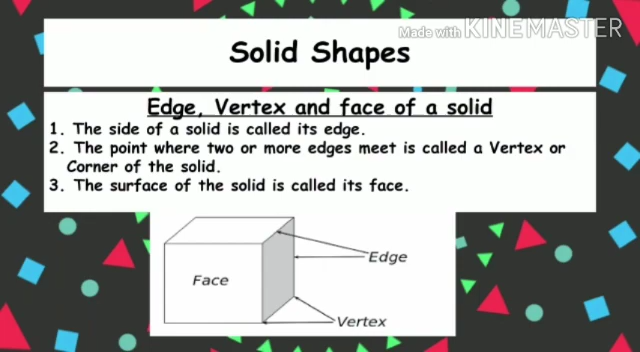 Made with KINEMASTER
Solid Shapes
Edge, Vertex and face of a solid
1. The side of a solid is called its edge.
2. The point where two or more edges meet is called a Vertex or
Corner of the solid.
3. The surface of the solid is called its face.
Edge
Face
Vertex